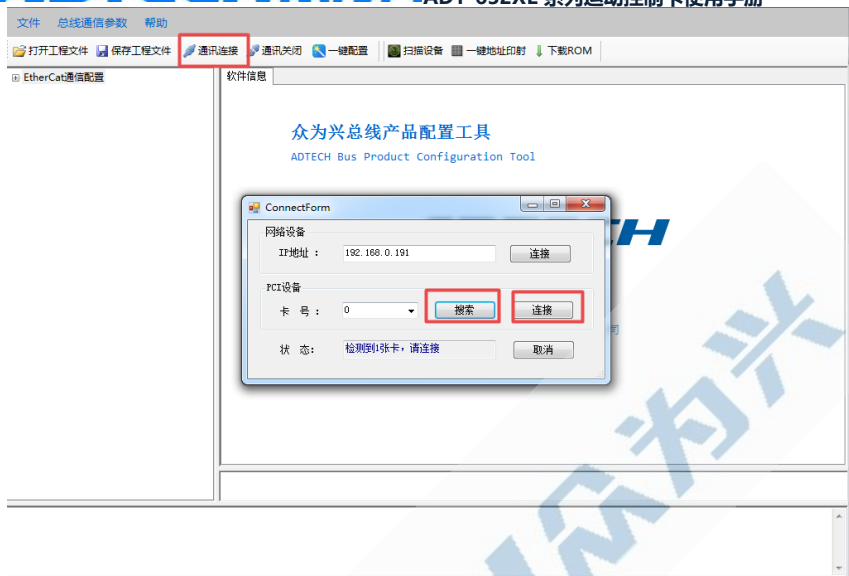 系列运动控制卡使用手册
文件 总线通信参数 帮助
打开工程文件 保存工程文件 通讯连接 通讯关闭 一键配置 扫描设备 一键地址映射 下载ROM
EtherCat通信配置
软件信息
众为兴总线产品配置工具
ADTECH Bus Product Configuration Tool
ConnectForm
网络设备
IP地址： 192.168.0.191 连接
PCI设备
卡 号： 0 搜索 连接
状 态: 检测到1张卡，请连接 取消
司
众为兴